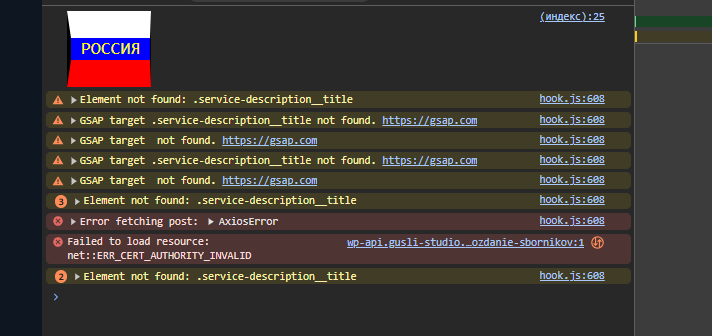 (индекс):25
РОССИЯ
Element not found: .service-description__title hook.js:608
GSAP target .service-description__title not found. https://gsap.com hook.js:608
GSAP target  not found. https://gsap.com hook.js:608
GSAP target .service-description__title not found. https://gsap.com hook.js:608
GSAP target  not found. https://gsap.com hook.js:608
3 Element not found: .service-description__title hook.js:608
Error fetching post: AxiosError hook.js:608
Failed to load resource: wp-api.gusli-studio.…ozdanie-sbornikov:1
net::ERR_CERT_AUTHORITY_INVALID
2 Element not found: .service-description__title hook.js:608